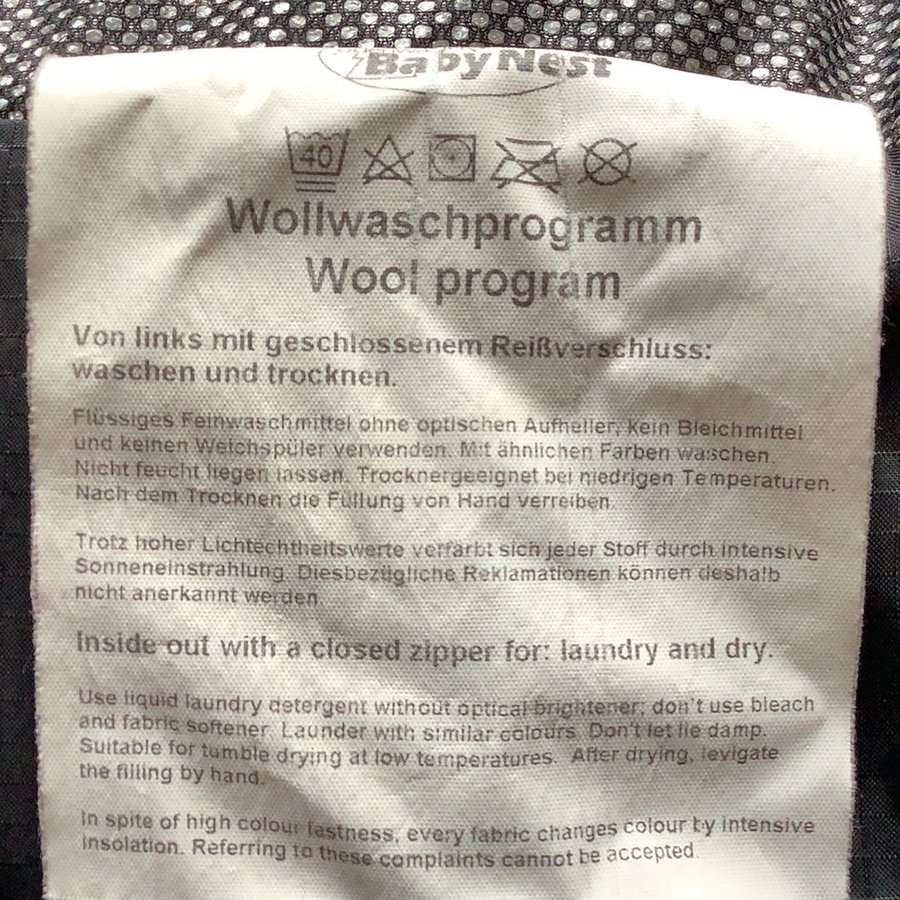 BabyNest
40
Wollwaschprogramm
Wool program
Von links mit geschlossenem Reißverschluss:
waschen und trocknen.
Flüssiges Feinwaschmittel ohne optischen Aufheller, kein Bleichmittel
und keinen Weichspüler verwenden. Mit ähnlichen Farben waschen.
Nicht feucht liegen lassen. Trocknergeeignet bei niedrigen Temperaturen.
Nach dem Trocknen die Füllung von Hand verreiben.
Trotz hoher Lichtechtheitswerte verfärbt sich jeder Stoff durch intensive
Sonneneinstrahlung. Diesbezügliche Reklamationen können deshalb
nicht anerkannt werden.
Inside out with a closed zipper for: laundry and dry.
Use liquid laundry detergent without optical brightener; don't use bleach
and fabric softener. Launder with similar colours. Don't let lie damp.
Suitable for tumble drying at low temperatures. After drying, levigate
the filling by hand.
In spite of high colour fastness, every fabric changes colour by intensive
insolation. Referring to these complaints cannot be accepted.